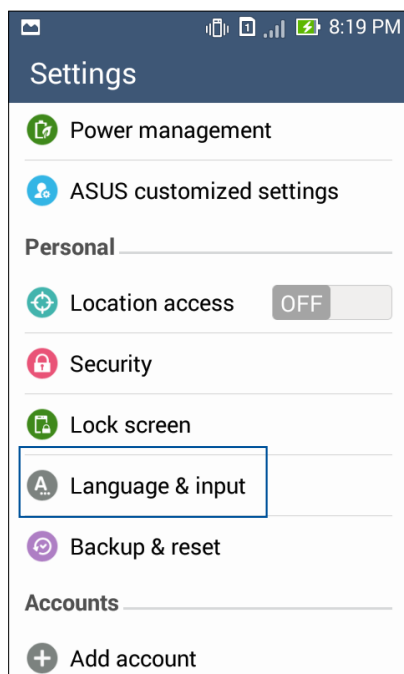 1 8:19 PM
Settings
Power management
ASUS customized settings
Personal
Location access OFF
Security
Lock screen
A... Language & input
Backup & reset
Accounts
Add account